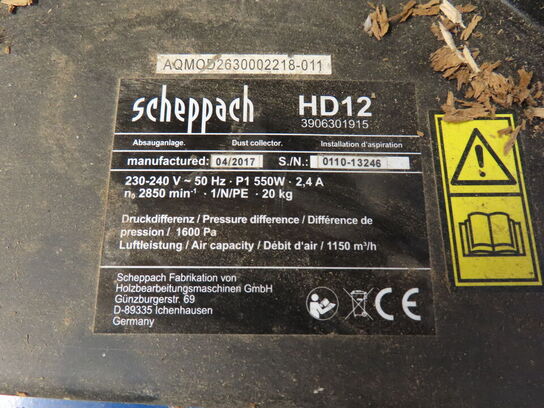 AQMOD2630002218-011
scheppach HD12
3906301915
Absauganlage. Dust collector. Installation d'aspiration
manufactured: 04/2017 S./N.: 0110-13246
230-240 V ~ 50 Hz · P1 550W · 2,4 A
n₀ 2850 min⁻¹ · 1/N/PE · 20 kg
Druckdifferenz / Pressure difference / Différence de
pression / 1600 Pa
Luftleistung / Air capacity / Débit d'air / 1150 m³/h
Scheppach Fabrikation von
Holzbearbeitungsmaschinen GmbH
Günzburgerstr. 69
D-89335 Ichenhausen
Germany
CE